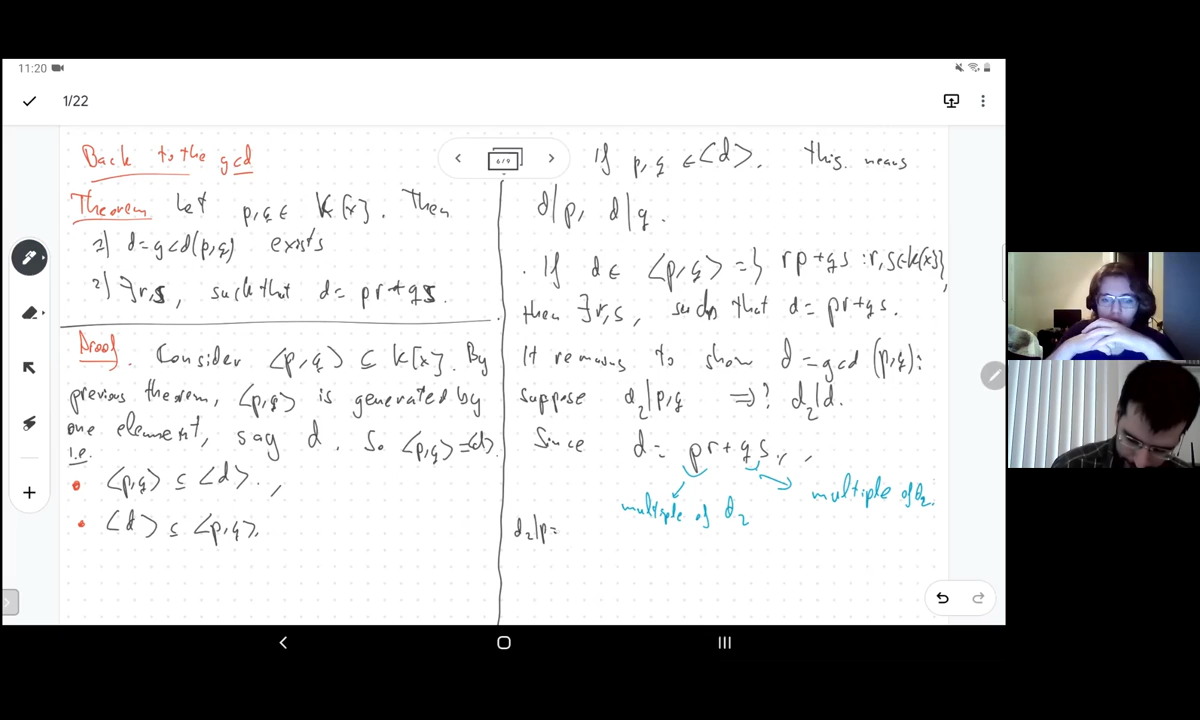 11:20
1/22
6/9
Back to the gcd
Theorem Let p,q ∈ K[x]. Then
1) d = gcd(p,q) exists
2) ∃r,s, such that d = pr+qs.
Proof. Consider <p,q> ⊆ K[x]. By
previous theorem, <p,q> is generated by
one element, say d. So <p,q> = <d>.
i.e.
• <p,q> ⊆ <d>.,
• <d> ⊆ <p,q>.
If p,q ∈ <d>. This means
d|p, d|q.
. If d ∈ <p,q> = { rp+qs : r,s ∈ K[x] },
then ∃r,s, such that d = pr+qs.
It remains to show d = gcd (p,q):
suppose d₂|p,q ⇒? d₂|d.
Since d = pr+qs,,
multiple of d₂
multiple of d₂.
d₂|p=